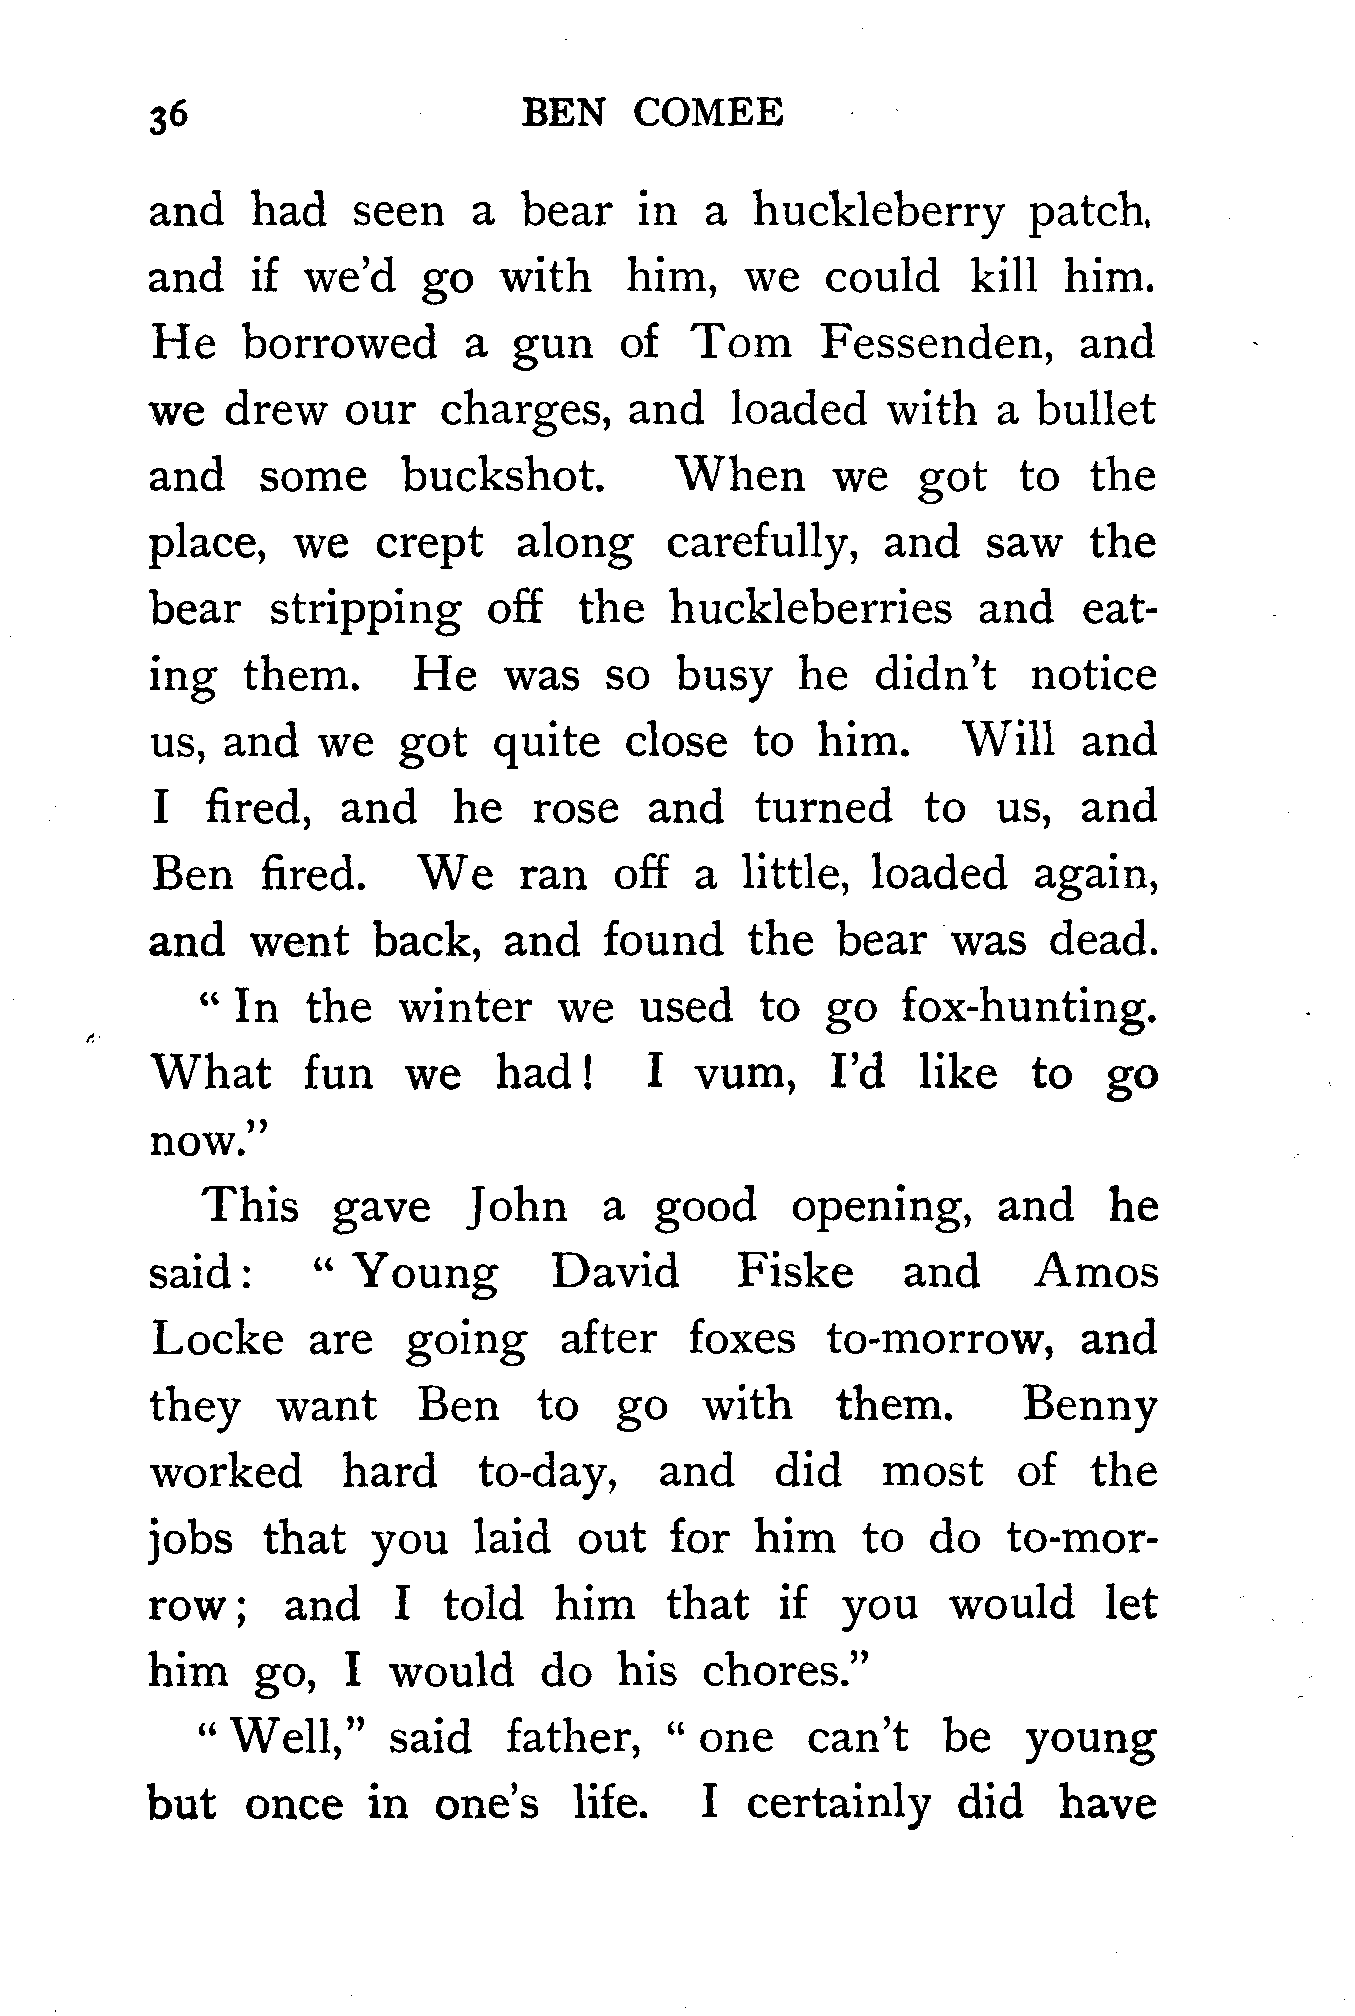 36 BEN COMEE
and had seen a bear in a huckleberry patch,
and if we'd go with him, we could kill him.
He borrowed a gun of Tom Fessenden, and
we drew our charges, and loaded with a bullet
and some buckshot. When we got to the
place, we crept along carefully, and saw the
bear stripping off the huckleberries and eat-
ing them. He was so busy he didn't notice
us, and we got quite close to him. Will and
I fired, and he rose and turned to us, and
Ben fired. We ran off a little, loaded again,
and went back, and found the bear was dead.
“ In the winter we used to go fox-hunting.
What fun we had! I vum, I'd like to go
now.”
This gave John a good opening, and he
said: “ Young David Fiske and Amos
Locke are going after foxes to-morrow, and
they want Ben to go with them. Benny
worked hard to-day, and did most of the
jobs that you laid out for him to do to-mor-
row; and I told him that if you would let
him go, I would do his chores.”
“ Well,” said father, “ one can't be young
but once in one's life. I certainly did have